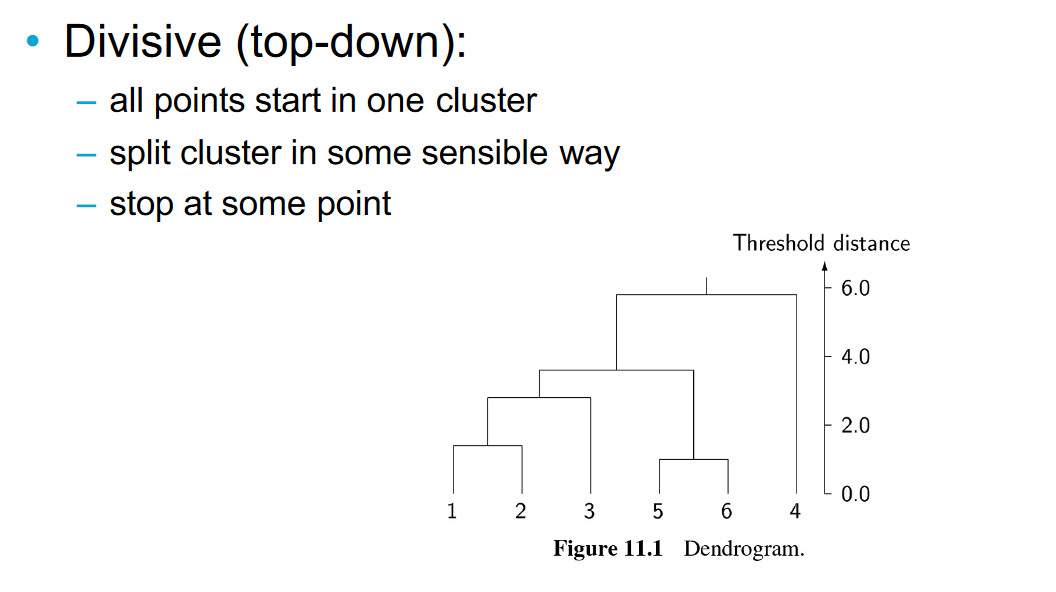 • Divisive (top-down):
– all points start in one cluster
– split cluster in some sensible way
– stop at some point
Threshold distance
6.0
4.0
2.0
0.0
1 2 3 5 6 4
Figure 11.1 Dendrogram.